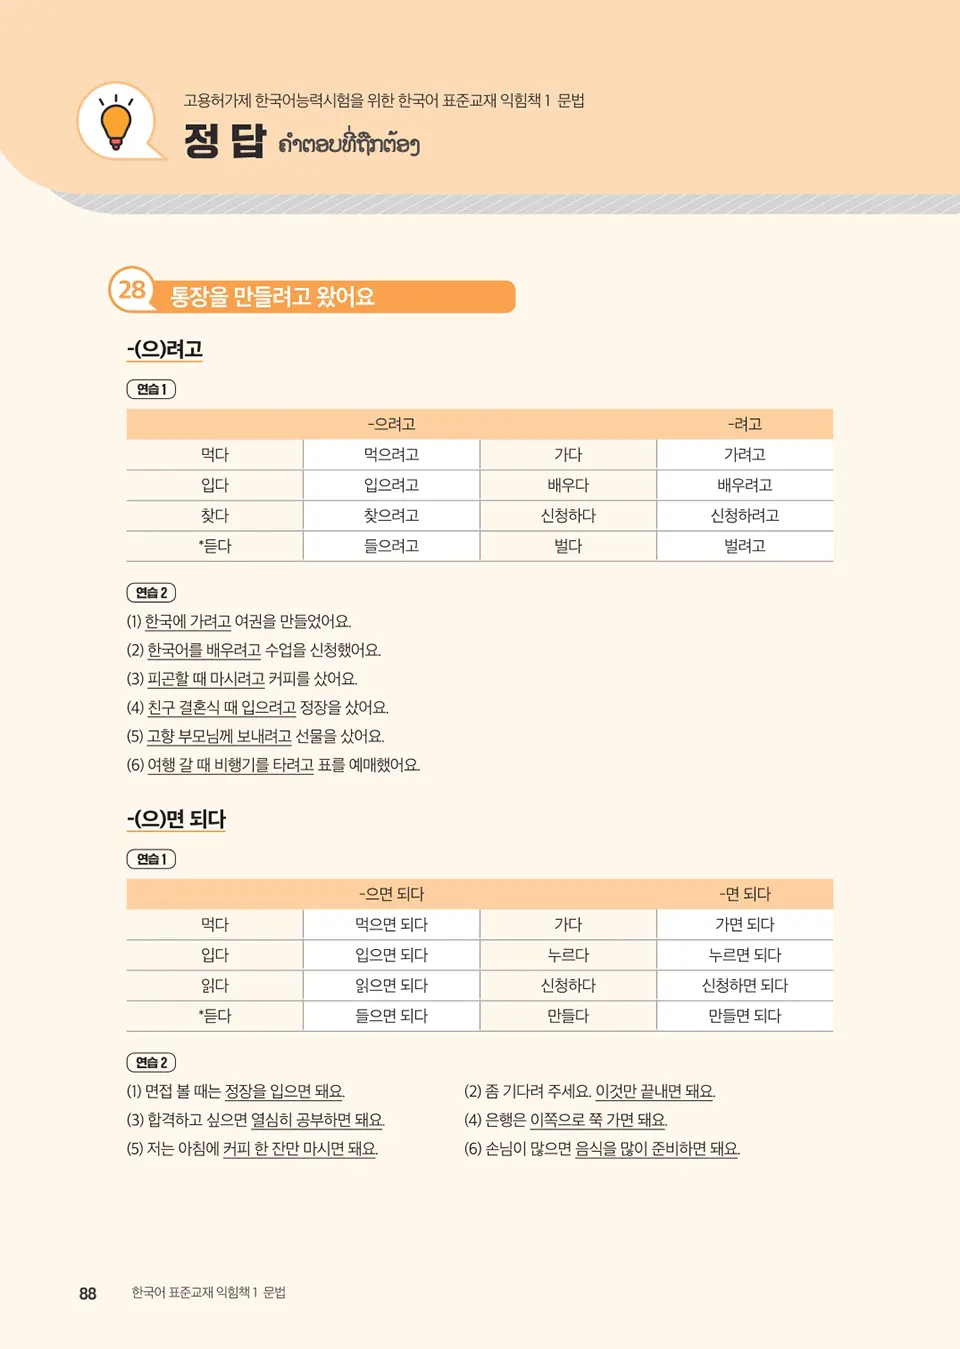 고용허가제 한국어능력시험을 위한 한국어 표준교재 익힘책 1 문법
정답 ຄຳຕອບທີ່ຖືກຕ້ອງ
28 통장을 만들려고 왔어요
-(으)려고
연습 1
-으려고 -려고
먹다 먹으려고 가다 가려고
입다 입으려고 배우다 배우려고
찾다 찾으려고 신청하다 신청하려고
*듣다 들으려고 벌다 벌려고
연습 2
(1) 한국에 가려고 여권을 만들었어요.
(2) 한국어를 배우려고 수업을 신청했어요.
(3) 피곤할 때 마시려고 커피를 샀어요.
(4) 친구 결혼식 때 입으려고 정장을 샀어요.
(5) 고향 부모님께 보내려고 선물을 샀어요.
(6) 여행 갈 때 비행기를 타려고 표를 예매했어요.
-(으)면 되다
연습 1
-으면 되다 -면 되다
먹다 먹으면 되다 가다 가면 되다
입다 입으면 되다 누르다 누르면 되다
읽다 읽으면 되다 신청하다 신청하면 되다
*듣다 들으면 되다 만들다 만들면 되다
연습 2
(1) 면접 볼 때는 정장을 입으면 돼요. (2) 좀 기다려 주세요. 이것만 끝내면 돼요.
(3) 합격하고 싶으면 열심히 공부하면 돼요. (4) 은행은 이쪽으로 쭉 가면 돼요.
(5) 저는 아침에 커피 한 잔만 마시면 돼요. (6) 손님이 많으면 음식을 많이 준비하면 돼요.
88 한국어 표준교재 익힘책 1 문법